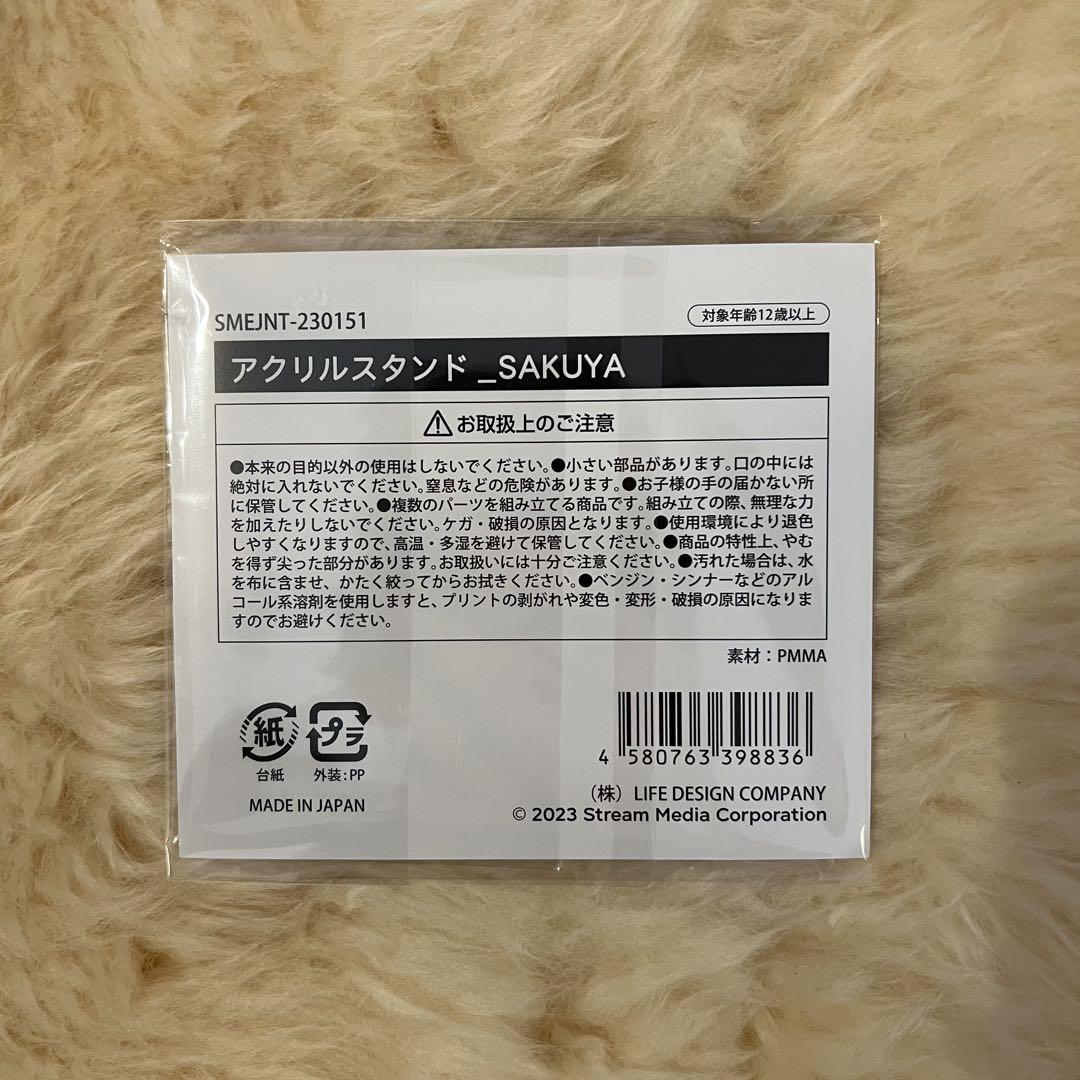 SMEJNT-230151
対象年齢12歳以上
アクリルスタンド _SAKUYA
⚠お取扱上のご注意
●本来の目的以外の使用はしないでください。●小さい部品があります。口の中には
絶対に入れないでください。窒息などの危険があります。●お子様の手の届かない所
に保管してください。●複数のパーツを組み立てる商品です。組み立ての際、無理な力
を加えたりしないでください。ケガ・破損の原因となります。●使用環境により退色
しやすくなりますので、高温・多湿を避けて保管してください。●商品の特性上、やむ
を得ず尖った部分があります。お取扱いには十分ご注意ください。●汚れた場合は、水
を布に含ませ、かたく絞ってからお拭きください。●ベンジン・シンナーなどのアル
コール系溶剤を使用しますと、プリントの剥がれや変色・変形・破損の原因になりま
すのでお避けください。
素材：PMMA
紙
プラ
台紙
外装：PP
MADE IN JAPAN
4 580763 398836
（株） LIFE DESIGN COMPANY
© 2023 Stream Media Corporation